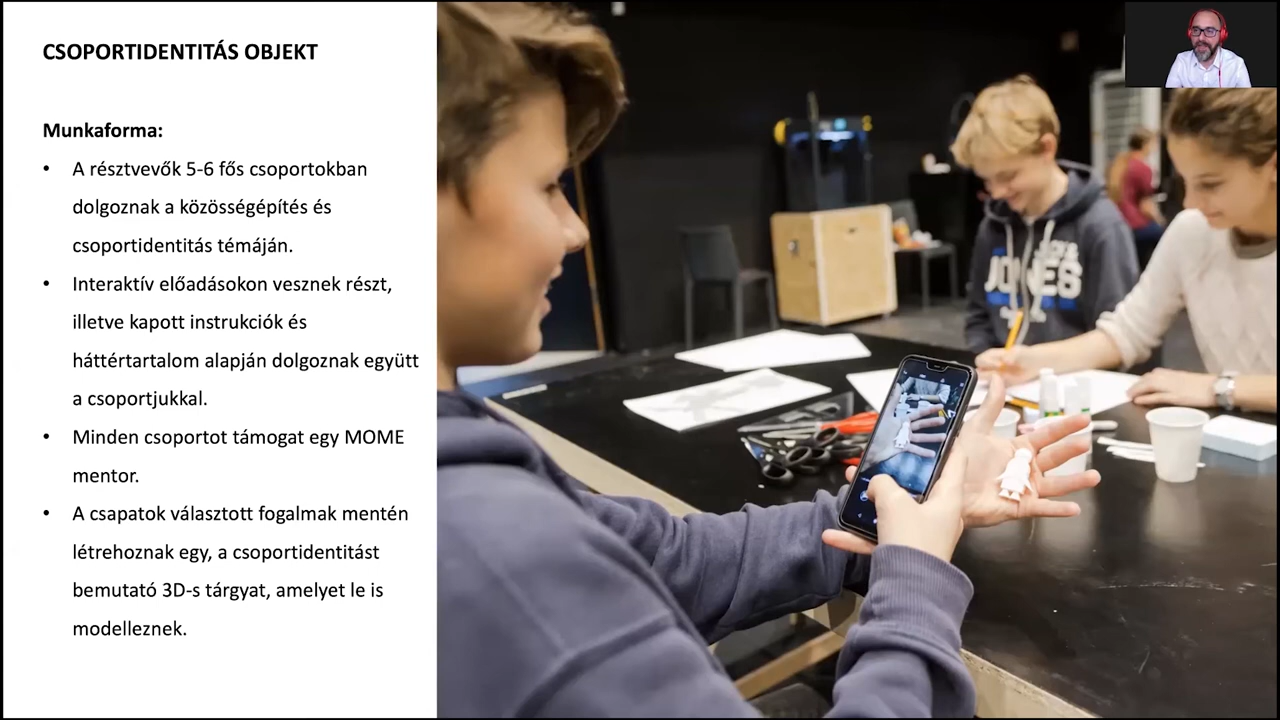 CSOPORTIDENTITÁS OBJEKT
Munkaforma:
• A résztvevők 5-6 fős csoportokban
dolgoznak a közösségépítés és
csoportidentitás témáján.
• Interaktív előadásokon vesznek részt,
illetve kapott instrukciók és
háttértartalom alapján dolgoznak együtt
a csoportjukkal.
• Minden csoportot támogat egy MOME
mentor.
• A csapatok választott fogalmak mentén
létrehoznak egy, a csoportidentitást
bemutató 3D-s tárgyat, amelyet le is
modelleznek.
JACK &
JONES